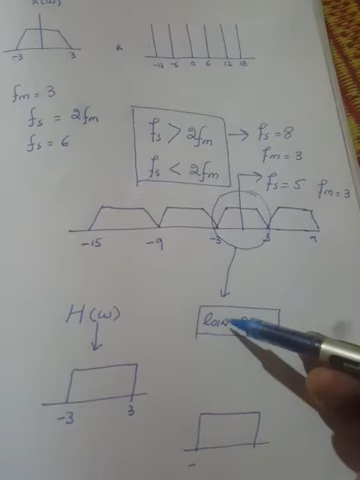 X(ω)
-3 3
&
-12 -6 0 6 12 18
fm = 3
fs = 2fm
fs = 6
fs > 2fm
fs < 2fm
fs = 8
fm = 3
fs = 5 fm = 3
-15 -9 -3 3 9
H(ω)
low
-3 3
-